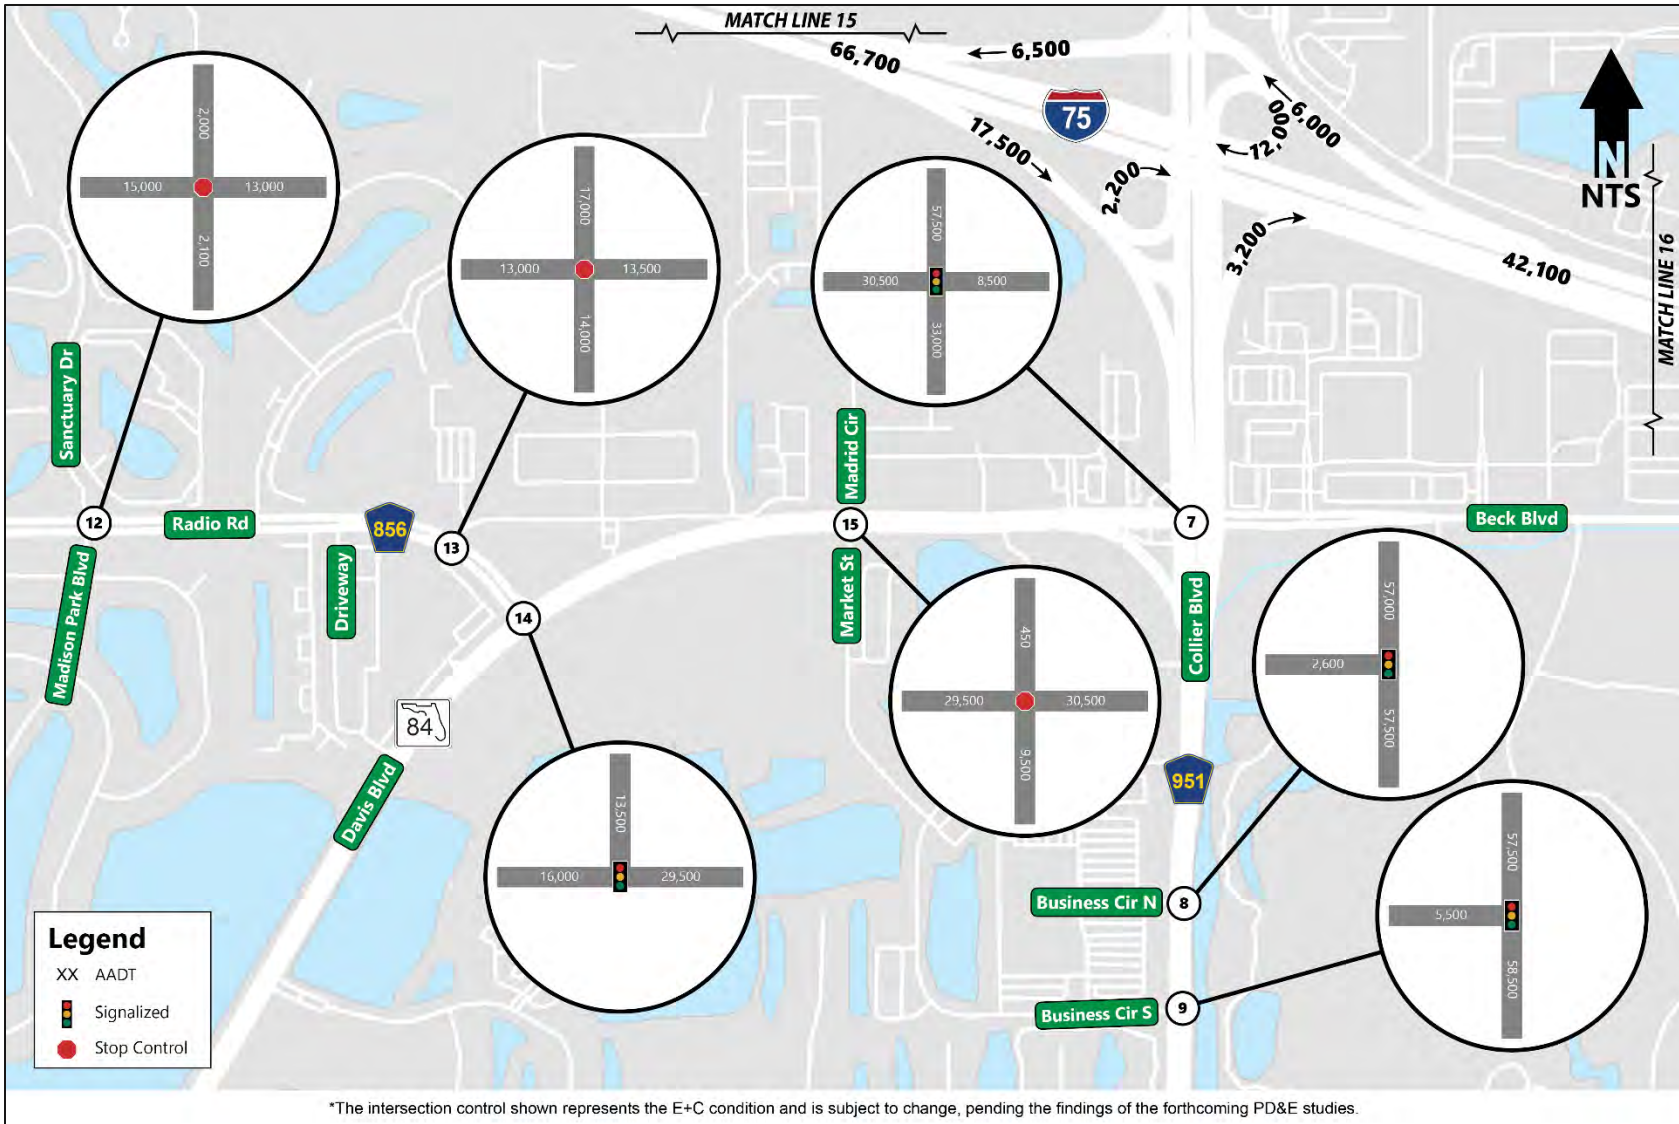 MATCH LINE 15
66,700
6,500
75
17,500
2,200
12,000
6,000
3,200
42,100
N
NTS
MATCH LINE 16
2,000
15,000 13,000
2,100
17,000
13,000 13,500
14,000
57,500
30,500 8,500
33,000
Sanctuary Dr
12
Radio Rd
856
13
Madrid Cir
15
7
Beck Blvd
Madison Park Blvd
Driveway
14
Market St
Collier Blvd
84
Davis Blvd
450
29,500 30,500
9,500
57,000
2,600
57,500
951
13,500
16,000 29,500
57,500
5,500
58,500
Business Cir N
8
Business Cir S
9
Legend
XX AADT
Signalized
Stop Control
*The intersection control shown represents the E+C condition and is subject to change, pending the findings of the forthcoming PD&E studies.